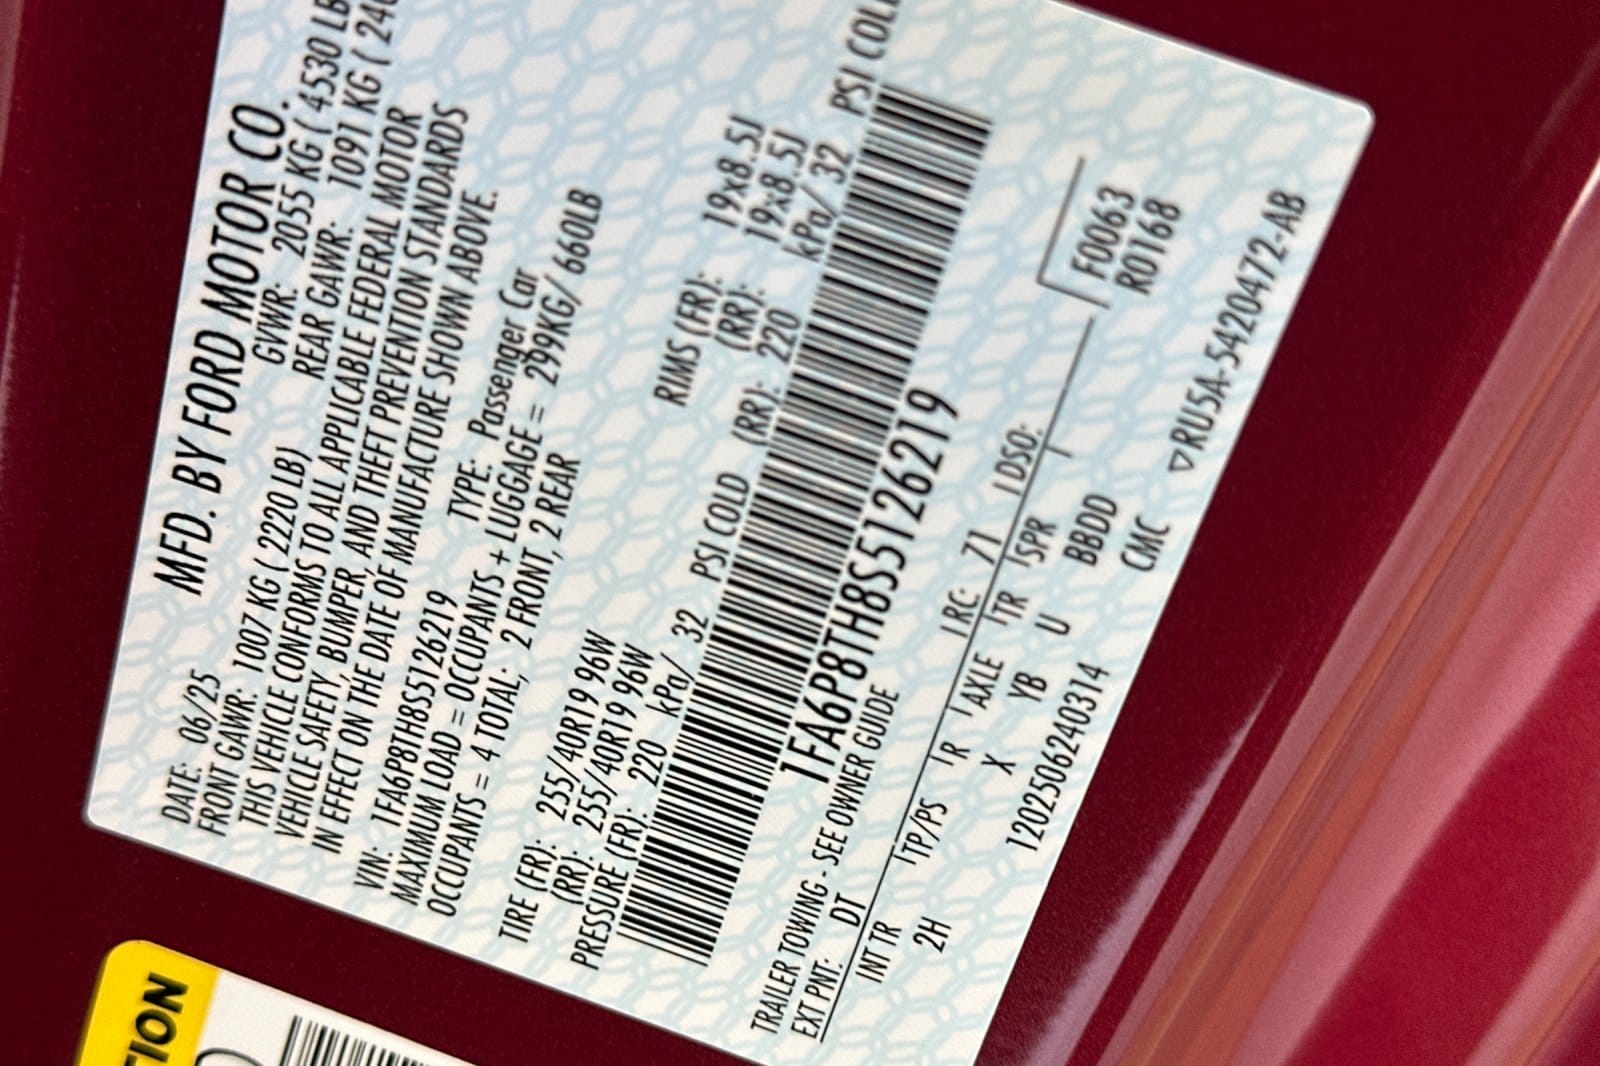 MFD. BY FORD MOTOR CO.
DATE: 06/25 GVWR: 2055 KG ( 4530 LB
FRONT GAWR: 1007 KG ( 2220 LB) REAR GAWR: 1091 KG (
THIS VEHICLE CONFORMS TO ALL APPLICABLE FEDERAL MOTOR
VEHICLE SAFETY, BUMPER, AND THEFT PREVENTION STANDARDS
IN EFFECT ON THE DATE OF MANUFACTURE SHOWN ABOVE.
VIN: 1FA6P8TH8S5126219 TYPE: Passenger Car
MAXIMUM LOAD = OCCUPANTS + LUGGAGE = 299KG/660LB
OCCUPANTS = 4 TOTAL; 2 FRONT, 2 REAR
TIRE (FR): 255/40R19 96W RIMS (FR): 19x8.5J
(RR): 255/40R19 96W (RR): 19x8.5J
PRESSURE (FR): 220 kPa/ 32 PSI COLD (RR): 220 kPa/ 32 PSI COLD
1FA6P8TH8S5126219
TRAILER TOWING - SEE OWNER GUIDE
EXT PNT: DT RC: 71 DSO:
INT TR TP/PS R AXLE TR SPR
2H X YB U BBDD
F0063
R0168
120250624031​4 CMC
▽RU5A-5420472-AB
TION